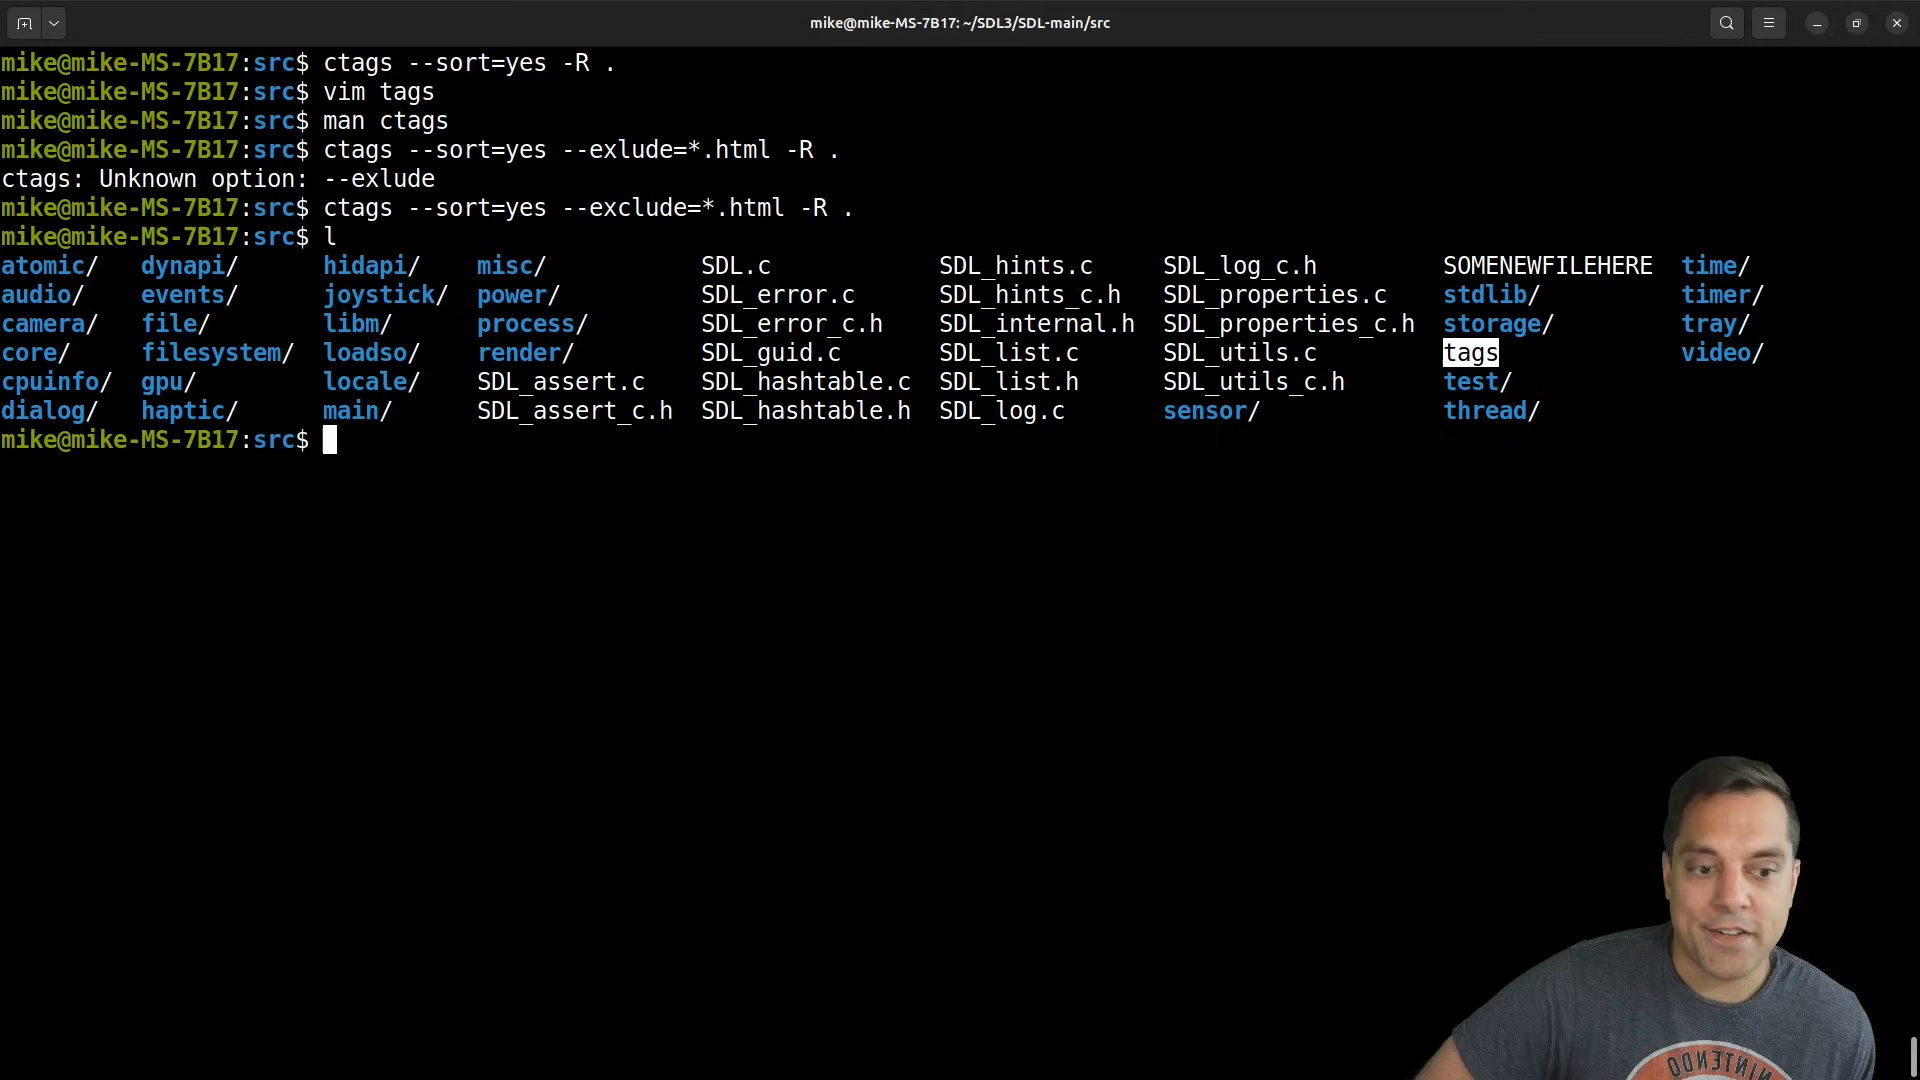 mike@mike-MS-7B17: ~/SDL3/SDL-main/src
mike@mike-MS-7B17:src$ ctags --sort=yes -R .
mike@mike-MS-7B17:src$ vim tags
mike@mike-MS-7B17:src$ man ctags
mike@mike-MS-7B17:src$ ctags --sort=yes --exlude=*.html -R .
ctags: Unknown option: --exlude
mike@mike-MS-7B17:src$ ctags --sort=yes --exclude=*.html -R .
mike@mike-MS-7B17:src$ l
atomic/ dynapi/ hidapi/ misc/ SDL.c SDL_hints.c SDL_log_c.h SOMENEWFILEHERE time/
audio/ events/ joystick/ power/ SDL_error.c SDL_hints_c.h SDL_properties.c stdlib/ timer/
camera/ file/ libm/ process/ SDL_error_c.h SDL_internal.h SDL_properties_c.h storage/ tray/
core/ filesystem/ loadso/ render/ SDL_guid.c SDL_list.c SDL_utils.c tags video/
cpuinfo/ gpu/ locale/ SDL_assert.c SDL_hashtable.c SDL_list.h SDL_utils_c.h test/
dialog/ haptic/ main/ SDL_assert_c.h SDL_hashtable.h SDL_log.c sensor/ thread/
mike@mike-MS-7B17:src$
NINTENDO